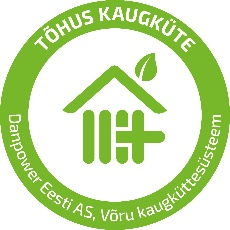 TÕHUS KAUGKÜTE
Danpower Eesti AS, Võru kaugküttesüsteem